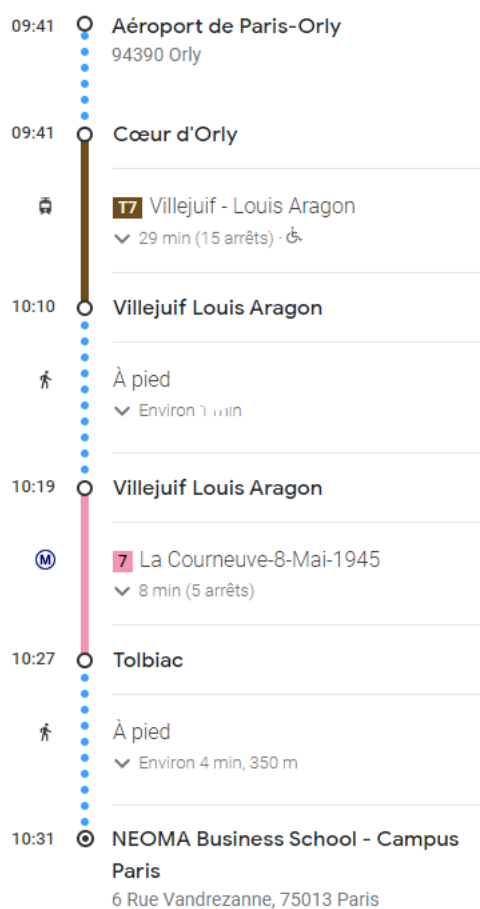 09:41 Aéroport de Paris-Orly
94390 Orly
09:41 Cœur d'Orly
T7 Villejuif - Louis Aragon
29 min (15 arrêts) ·
10:10 Villejuif Louis Aragon
À pied
Environ
10:19 Villejuif Louis Aragon
M 7 La Courneuve-8-Mai-1945
8 min (5 arrêts)
10:27 Tolbiac
À pied
Environ 4 min, 350 m
10:31 NEOMA Business School - Campus
Paris
6 Rue Vandrezanne, 75013 Paris